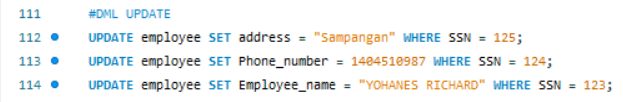 111 #DML UPDATE
112 UPDATE employee SET address = "Sampangan" WHERE SSN = 125;
113 UPDATE employee SET Phone_number = 1404510987 WHERE SSN = 124;
114 UPDATE employee SET Employee_name = "YOHANES RICHARD" WHERE SSN = 123;